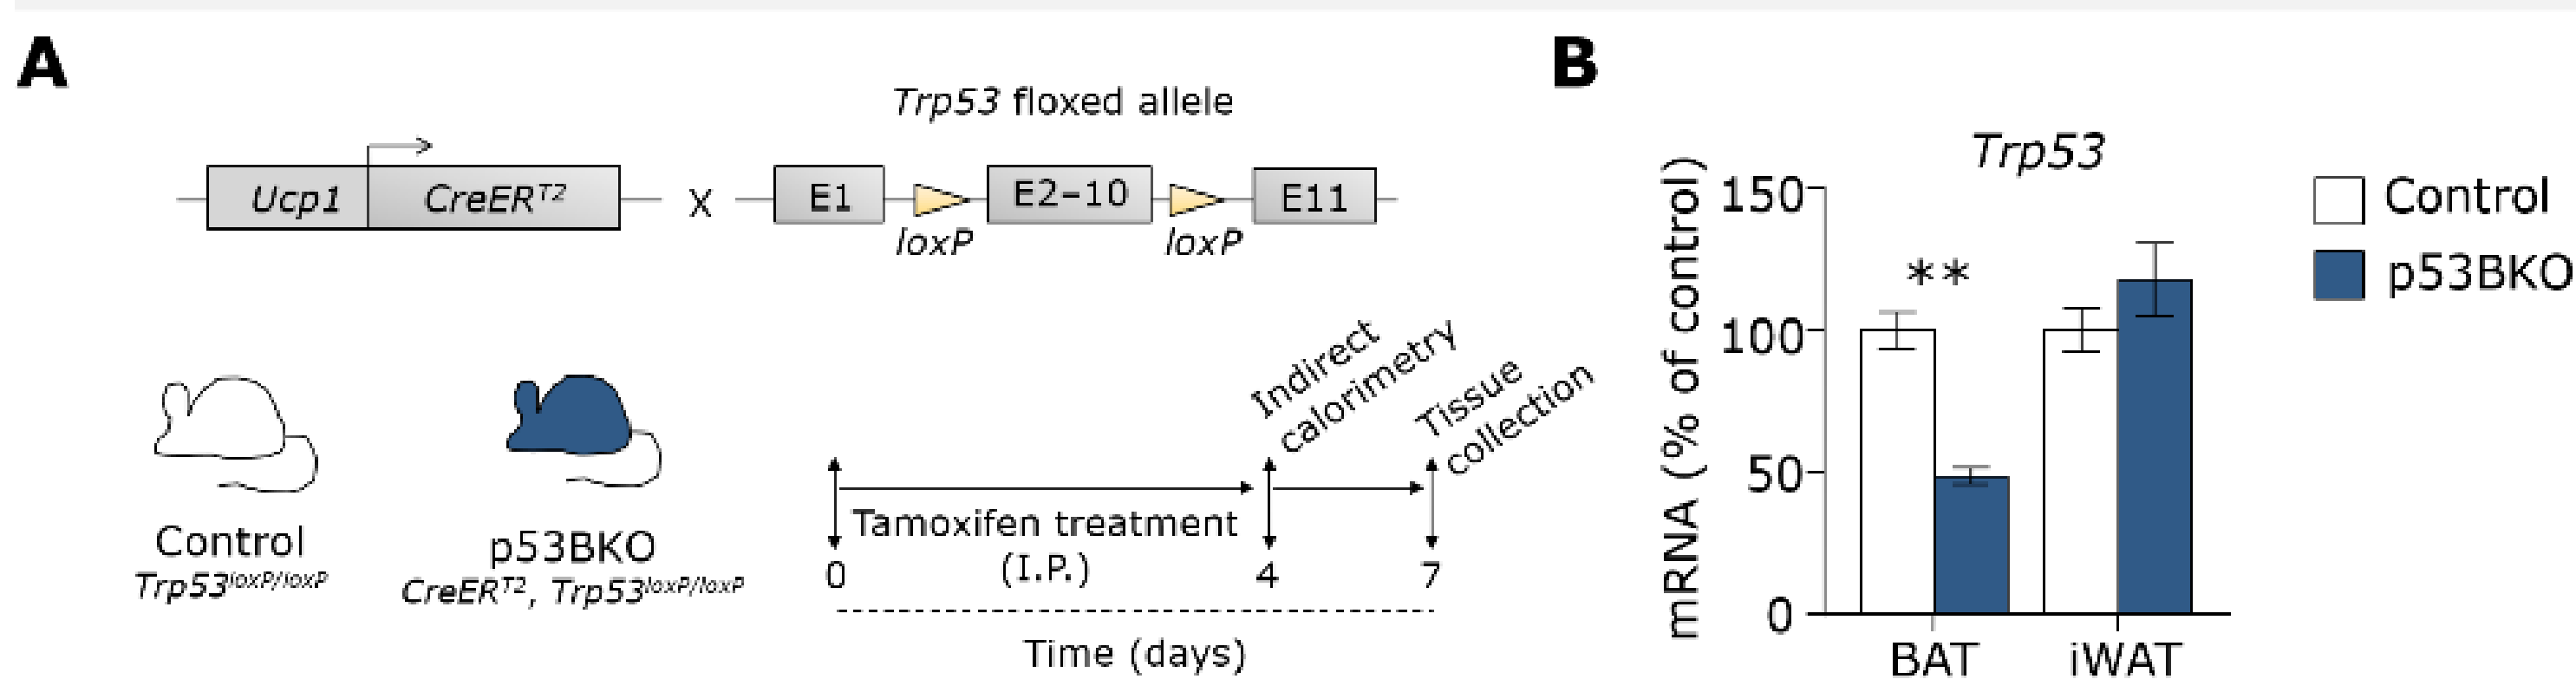 A
Trp53 floxed allele
Ucp1 CreERT2 X E1 E2–10 E11
loxP loxP
Control
Trp53loxP/loxP
p53BKO
CreERT2, Trp53loxP/loxP
Indirect
calorimetry
Tissue
collection
Tamoxifen treatment
(I.P.)
0 4 7
Time (days)
B
Trp53
mRNA (% of control)
150
100
50
0
**
BAT iWAT
Control
p53BKO